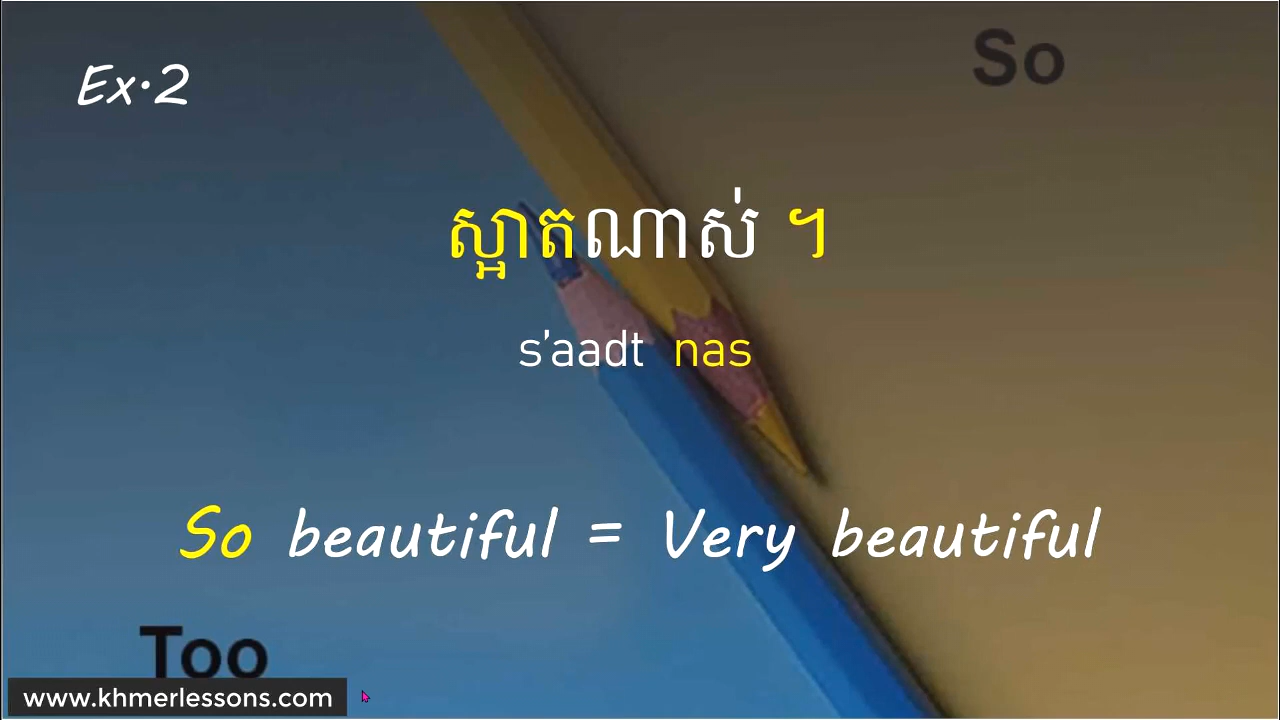 Ex.2
So
ស្អាតណាស់ ។
s'aadt nas
So beautiful = Very beautiful
Too
www.khmerlessons.com